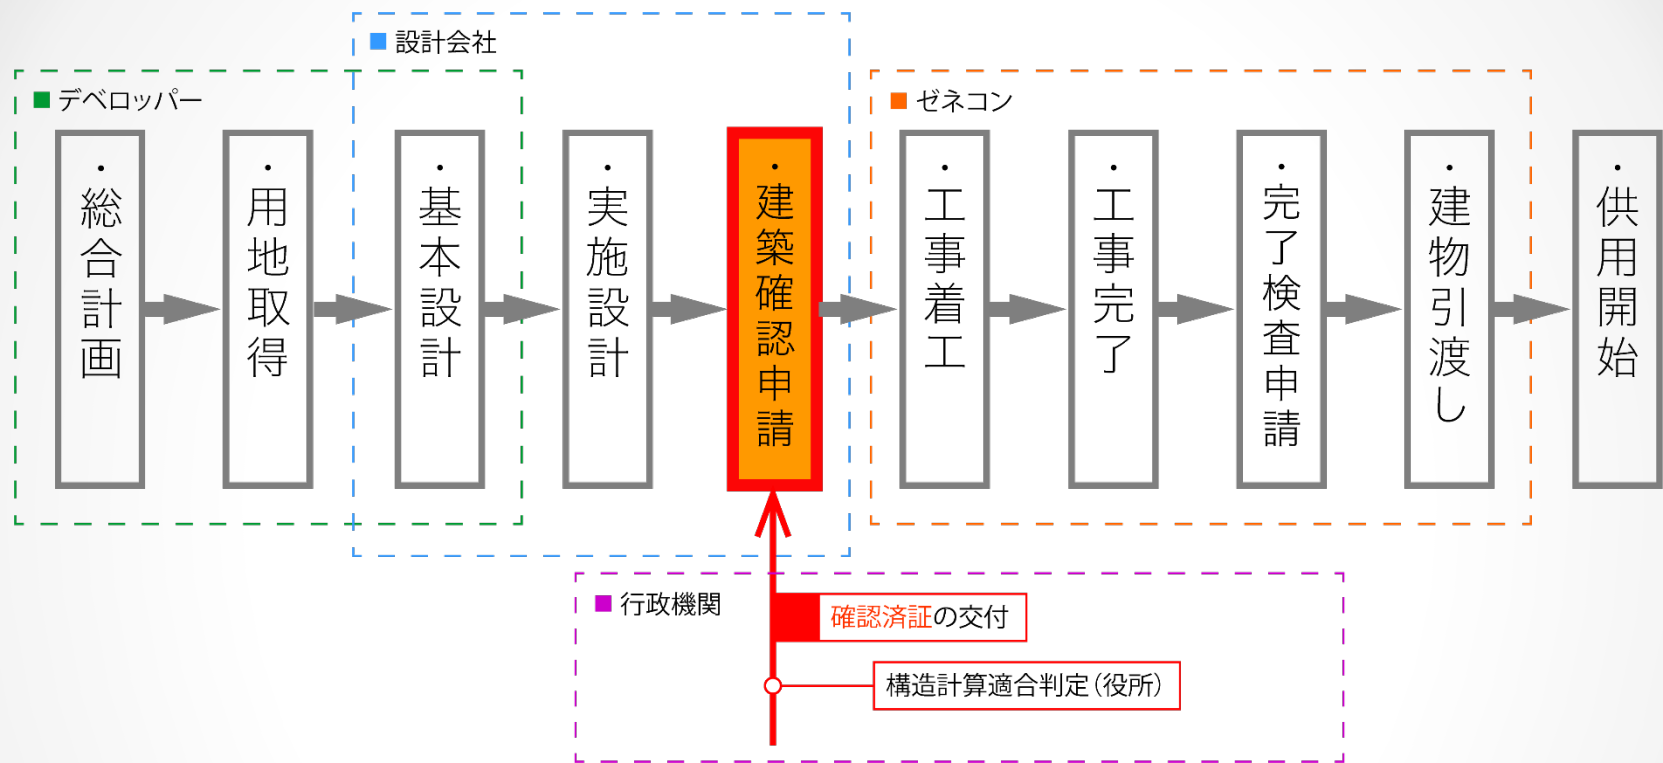 ■ 設計会社
■ デベロッパー
■ ゼネコン
・総合計画
・用地取得
・基本設計
・実施設計
・建築確認申請
・工事着工
・工事完了
・完了検査申請
・建物引渡し
・供用開始
■ 行政機関
確認済証の交付
構造計算適合判定(役所)